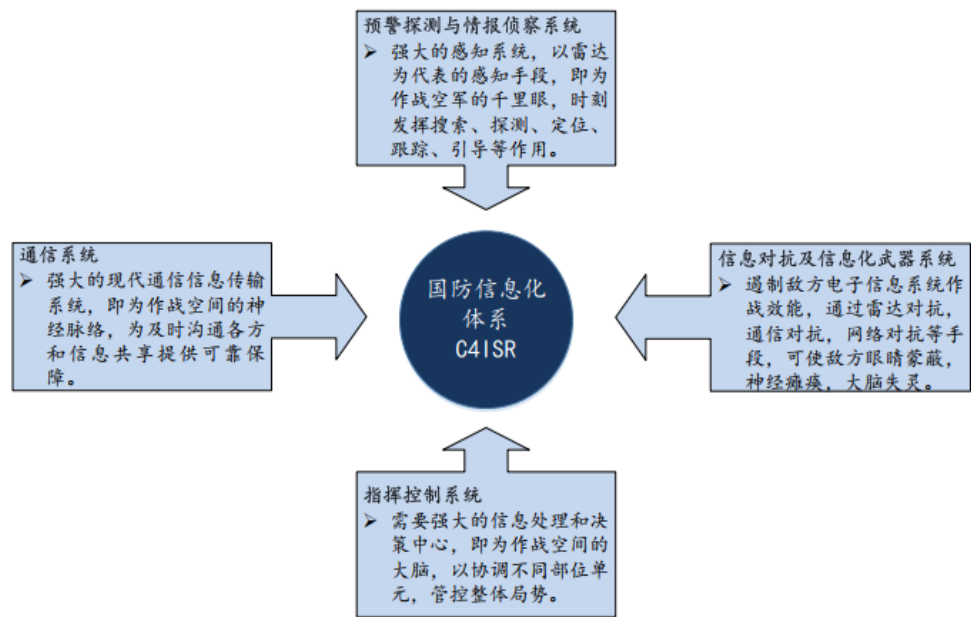 预警探测与情报侦察系统
➢ 强大的感知系统，以雷达
为代表的感知手段，即为
作战空军的千里眼，时刻
发挥搜索、探测、定位、
跟踪、引导等作用。
通信系统
➢ 强大的现代通信信息传输
系统，即为作战空间的神
经脉络，为及时沟通各方
和信息共享提供可靠保
障。
国防信息化
体系
C4ISR
信息对抗及信息化武器系统
➢ 遏制敌方电子信息系统作
战效能，通过雷达对抗，
通信对抗，网络对抗等手
段，可使敌方眼睛蒙蔽，
神经瘫痪，大脑失灵。
指挥控制系统
➢ 需要强大的信息处理和决
策中心，即为作战空间的
大脑，以协调不同部位单
元，管控整体局势。